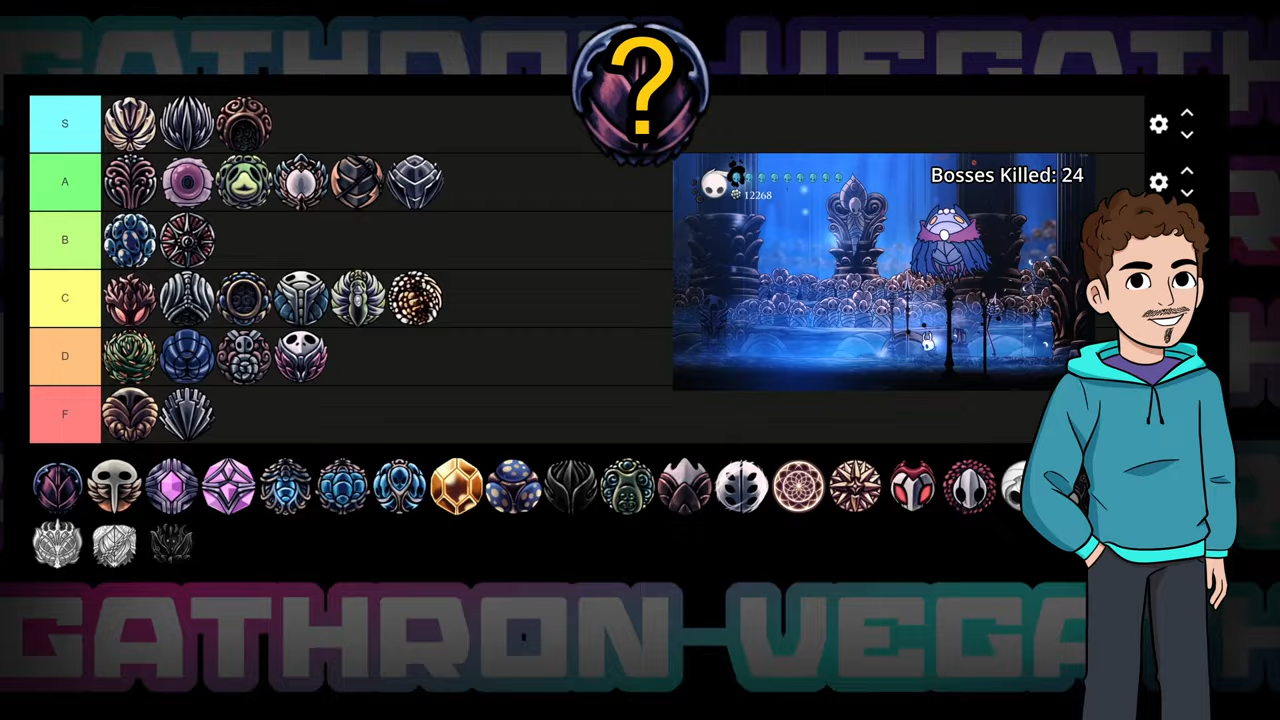 GATHRON-VEGATH
?
S
Bosses Killed: 24
12268
A
B
C
D
F
GATHRON-VEGA